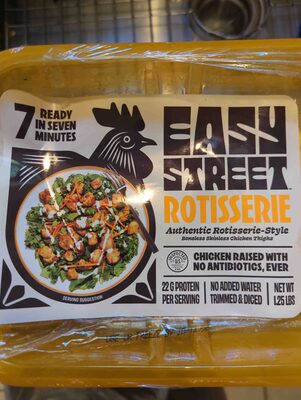 7 READY
IN SEVEN
MINUTES
EASY
STREET
ROTISSERIE
Authentic Rotisserie-Style
Boneless Skinless Chicken Thighs
CHICKEN RAISED WITH
NO ANTIBIOTICS, EVER
22 G PROTEIN
PER SERVING
NO ADDED WATER
TRIMMED & DICED
NET WT
1.25 LBS
SERVING SUGGESTION